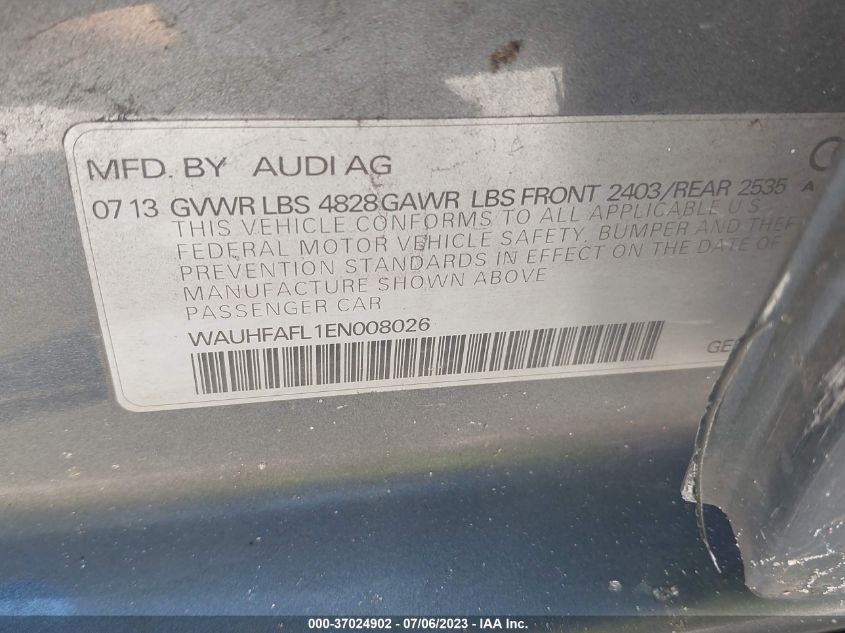 MFD. BY AUDI AG
07 13 GVWR LBS 4828 GAWR LBS FRONT 2403/REAR 2535 A
THIS VEHICLE CONFORMS TO ALL APPLICABLE U S
FEDERAL MOTOR VEHICLE SAFETY, BUMPER AND THEFT
PREVENTION STANDARDS IN EFFECT ON THE DATE OF
MANUFACTURE SHOWN ABOVE
PASSENGER CAR
WAUHFAFL1EN008026
000-37024902 - 07/06/2023 - IAA Inc.